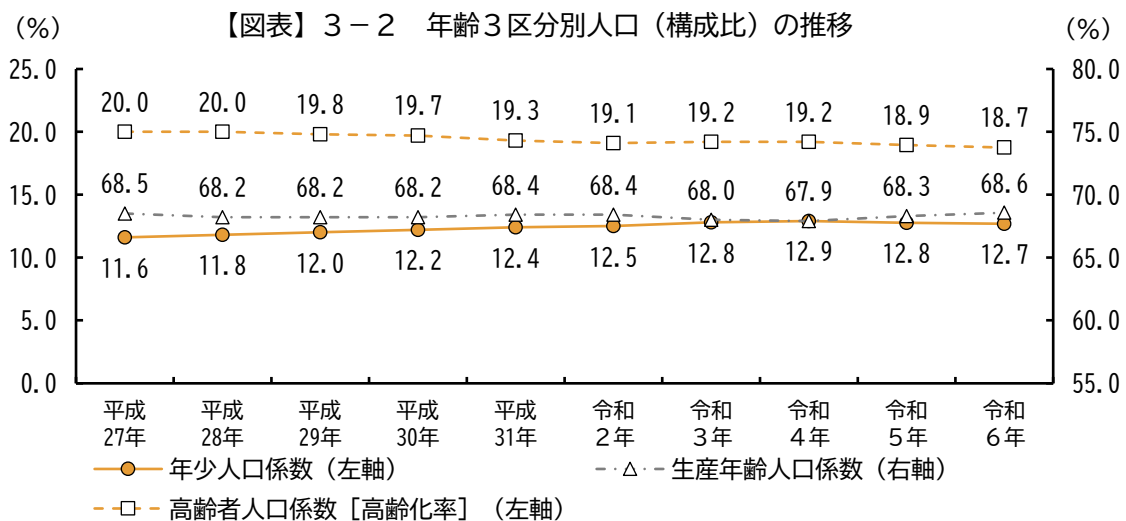 【図表】３－２　年齢３区分別人口（構成比）の推移
(%)
(%)
25.0
20.0
15.0
10.0
5.0
0.0
80.0
75.0
70.0
65.0
60.0
55.0
20.0 20.0 19.8 19.7 19.3 19.1 19.2 19.2 18.9 18.7
68.5 68.2 68.2 68.2 68.4 68.4 68.0 67.9 68.3 68.6
11.6 11.8 12.0 12.2 12.4 12.5 12.8 12.9 12.8 12.7
平成 平成 平成 平成 平成 令和 令和 令和 令和 令和
27年 28年 29年 30年 31年 ２年 ３年 ４年 ５年 ６年
年少人口係数（左軸）
生産年齢人口係数（右軸）
高齢者人口係数［高齢化率］（左軸）